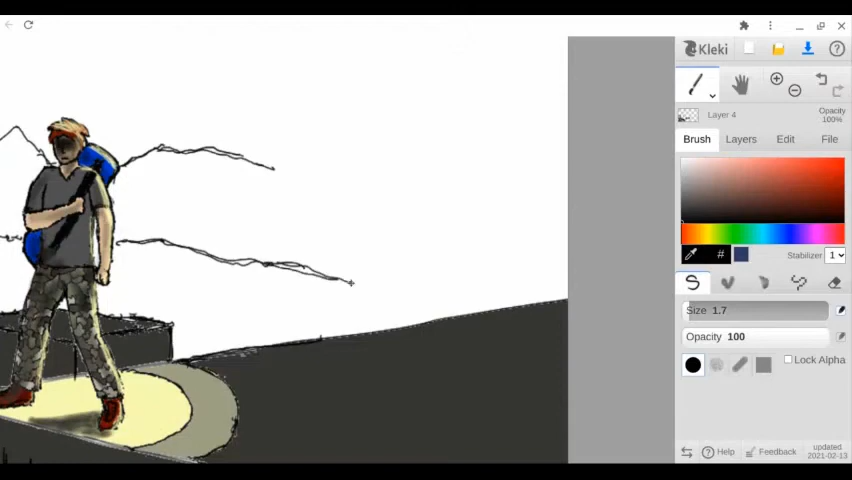 Kleki
Layer 4
Opacity
100%
Brush Layers Edit File
# Stabilizer 1
Size 1.7
Opacity 100
Lock Alpha
Help Feedback updated
2021-02-13